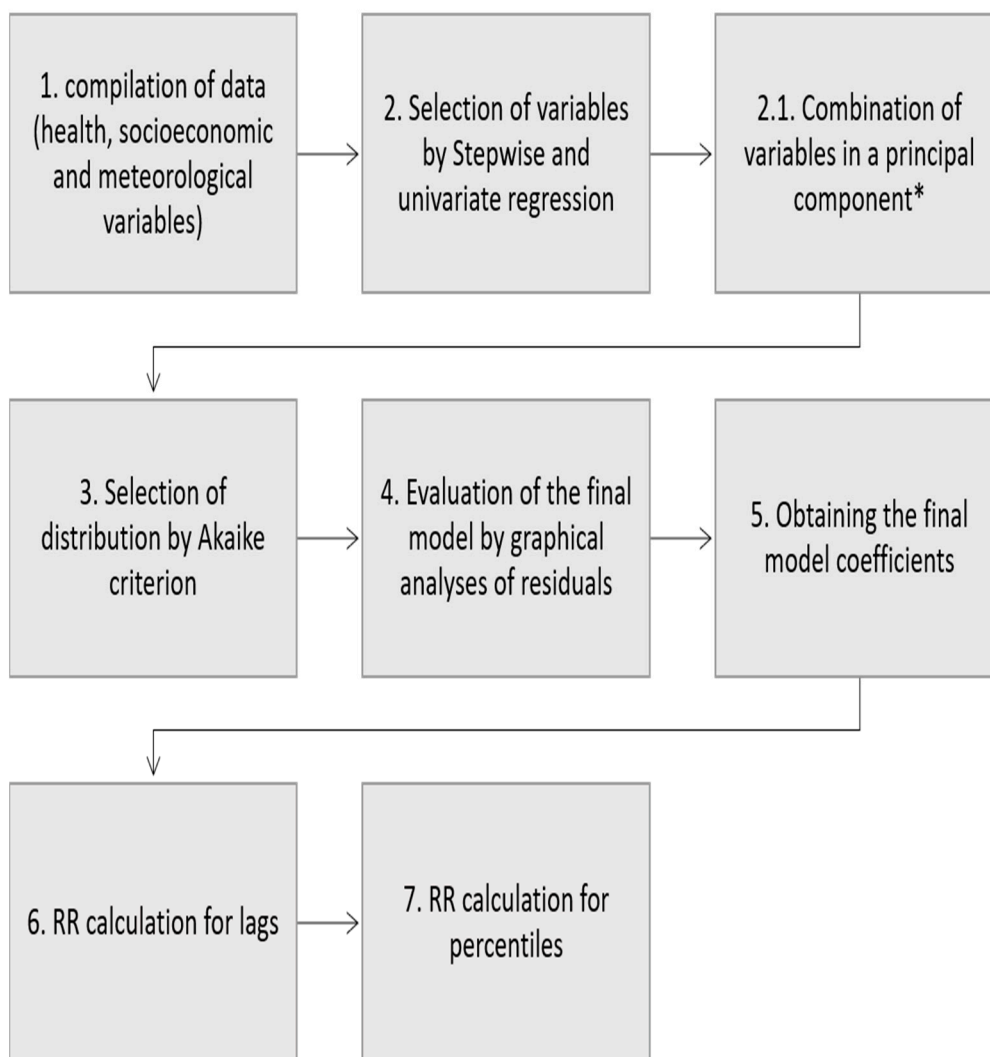 1. compilation of data
(health, socioeconomic
and meteorological
variables)
2. Selection of variables
by Stepwise and
univariate regression
2.1. Combination of
variables in a principal
component*
3. Selection of
distribution by Akaike
criterion
4. Evaluation of the final
model by graphical
analyses of residuals
5. Obtaining the final
model coefficients
6. RR calculation for lags
7. RR calculation for
percentiles